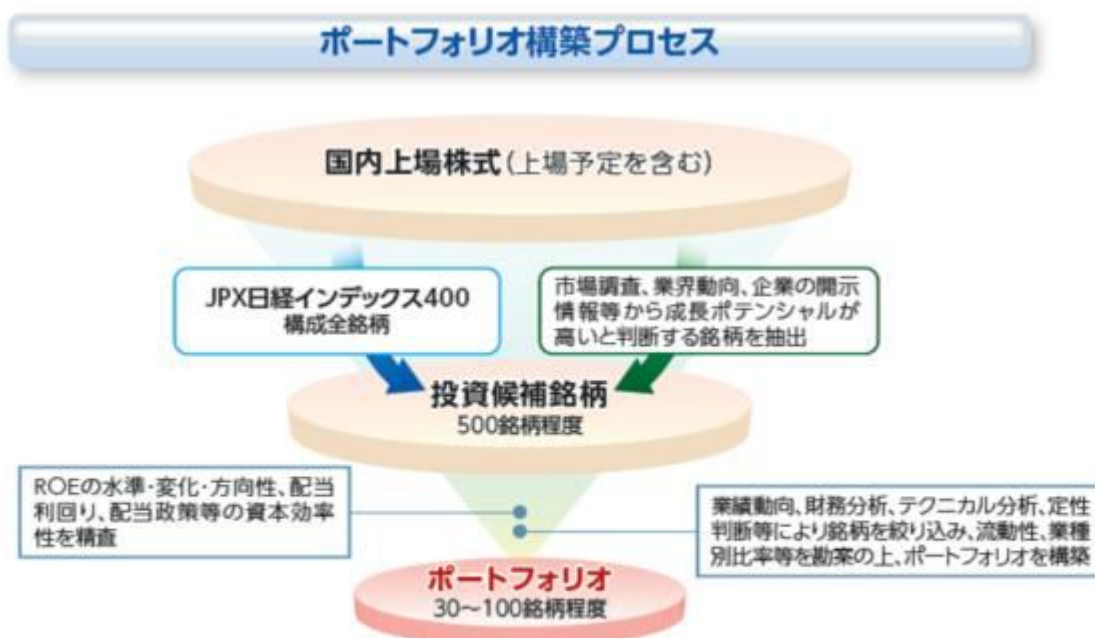 ポートフォリオ構築プロセス
国内上場株式(上場予定を含む)
JPX日経インデックス400
構成全銘柄
市場調査、業界動向、企業の開示
情報等から成長ポテンシャルが
高いと判断する銘柄を抽出
投資候補銘柄
500銘柄程度
ROEの水準・変化・方向性、配当
利回り、配当政策等の資本効率
性を精査
業績動向、財務分析、テクニカル分析、定性
判断等により銘柄を絞り込み、流動性、業種
別比率等を勘案の上、ポートフォリオを構築
ポートフォリオ
30〜100銘柄程度